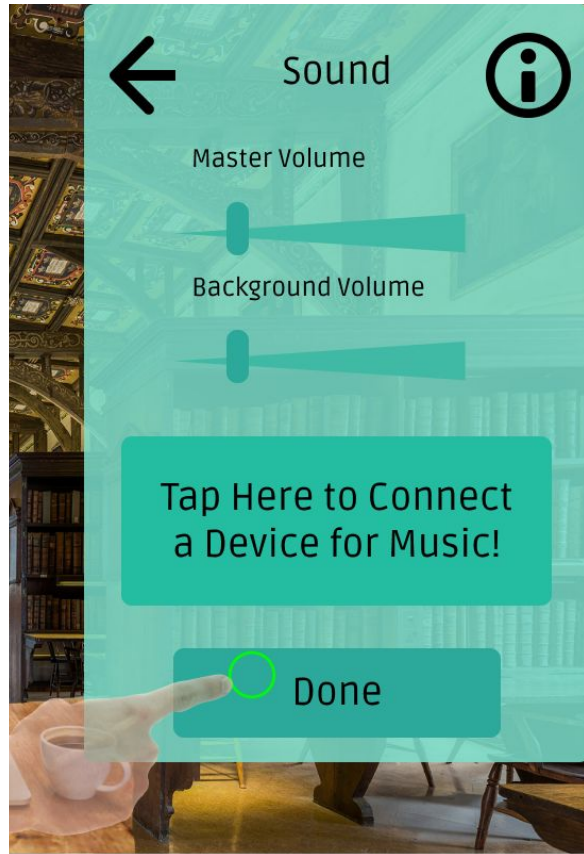 Sound
Master Volume
Background Volume
Tap Here to Connect
a Device for Music!
Done